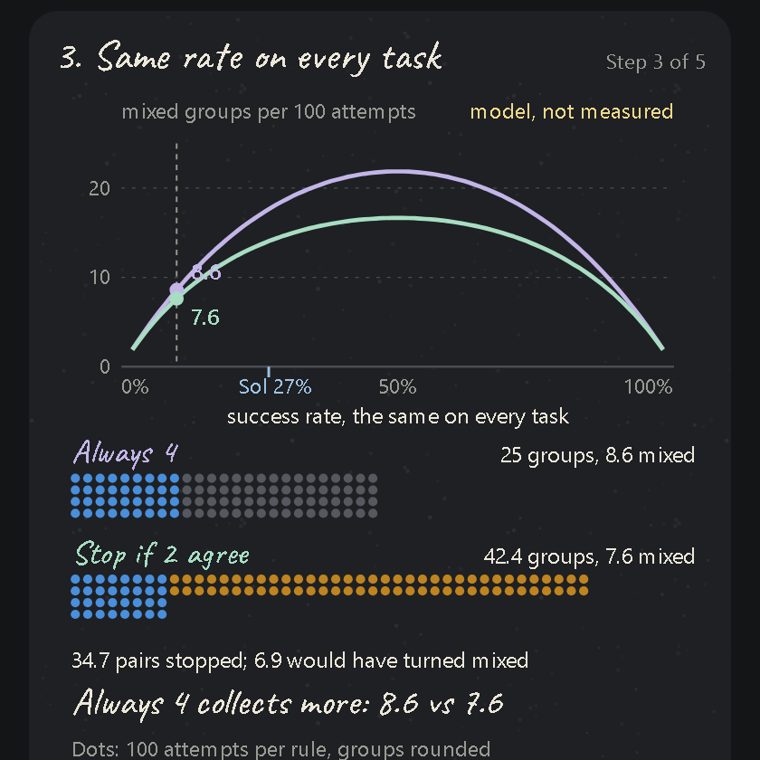 3. Same rate on every task
Step 3 of 5
mixed groups per 100 attempts
model, not measured
20
10
0
8.6
7.6
0%
Sol 27%
50%
100%
success rate, the same on every task
Always 4
25 groups, 8.6 mixed
Stop if 2 agree
42.4 groups, 7.6 mixed
34.7 pairs stopped; 6.9 would have turned mixed
Always 4 collects more: 8.6 vs 7.6
Dots: 100 attempts per rule, groups rounded